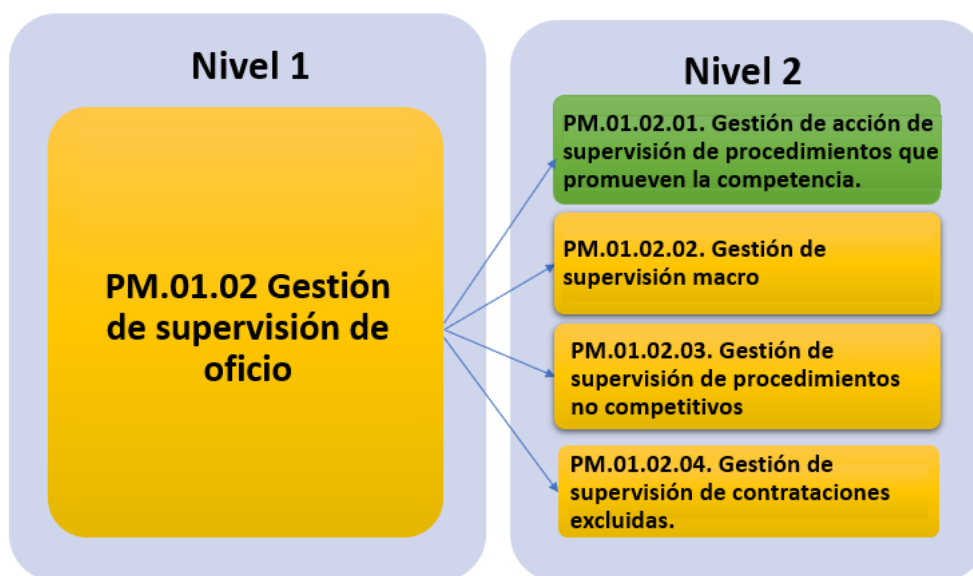 Nivel 1
PM.01.02 Gestión
de supervisión de
oficio
Nivel 2
PM.01.02.01. Gestión de acción de
supervisión de procedimientos que
promueven la competencia.
PM.01.02.02. Gestión de
supervisión macro
PM.01.02.03. Gestión de
supervisión de procedimientos
no competitivos
PM.01.02.04. Gestión de
supervisión de contrataciones
excluidas.